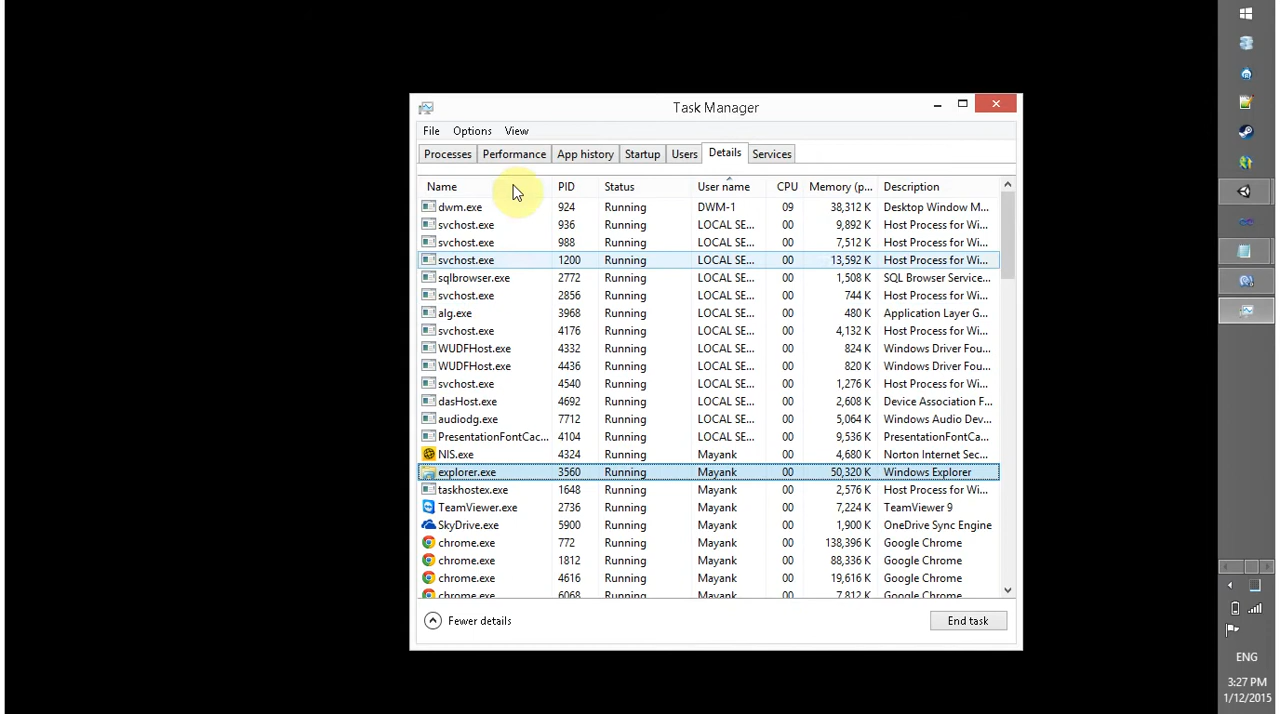 Task Manager
File Options View
Processes Performance App history Startup Users Details Services
Name PID Status User name CPU Memory (p... Description
dwm.exe 924 Running DWM-1 09 38,312 K Desktop Window M...
svchost.exe 936 Running LOCAL SE... 00 9,892 K Host Process for Wi...
svchost.exe 988 Running LOCAL SE... 00 7,512 K Host Process for Wi...
svchost.exe 1200 Running LOCAL SE... 00 13,592 K Host Process for Wi...
sqlbrowser.exe 2772 Running LOCAL SE... 00 1,508 K SQL Browser Service...
svchost.exe 2856 Running LOCAL SE... 00 744 K Host Process for Wi...
alg.exe 3968 Running LOCAL SE... 00 480 K Application Layer G...
svchost.exe 4176 Running LOCAL SE... 00 4,132 K Host Process for Wi...
WUDFHost.exe 4332 Running LOCAL SE... 00 824 K Windows Driver Fou...
WUDFHost.exe 4436 Running LOCAL SE... 00 820 K Windows Driver Fou...
svchost.exe 4540 Running LOCAL SE... 00 1,276 K Host Process for Wi...
dasHost.exe 4692 Running LOCAL SE... 00 2,608 K Device Association F...
audiodg.exe 7712 Running LOCAL SE... 00 5,064 K Windows Audio Dev...
PresentationFontCac... 4104 Running LOCAL SE... 00 9,536 K PresentationFontCa...
NIS.exe 4324 Running Mayank 00 4,680 K Norton Internet Sec...
explorer.exe 3560 Running Mayank 00 50,320 K Windows Explorer
taskhostex.exe 1648 Running Mayank 00 2,576 K Host Process for Wi...
TeamViewer.exe 2736 Running Mayank 00 7,224 K TeamViewer 9
SkyDrive.exe 5900 Running Mayank 00 1,900 K OneDrive Sync Engine
chrome.exe 772 Running Mayank 00 138,396 K Google Chrome
chrome.exe 1812 Running Mayank 00 88,336 K Google Chrome
chrome.exe 4616 Running Mayank 00 19,616 K Google Chrome
chrome.exe 6068 Running Mayank 00 7,812 K Google Chrome
Fewer details End task
ENG
3:27 PM
1/12/2015